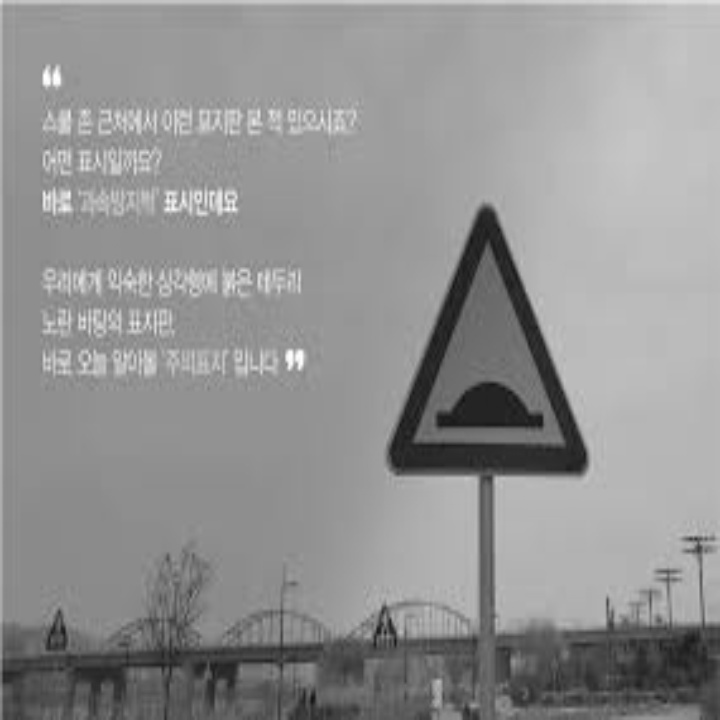 스쿨 존 근처에서 이런 표지판 본 적 있으시죠?
어떤 표시일까요?
바로 '과속방지턱' 표시인데요
우리에게 익숙한 삼각형에 붉은 테두리
노란 바탕의 표지판,
바로 오늘 알아볼 '주의표지' 입니다